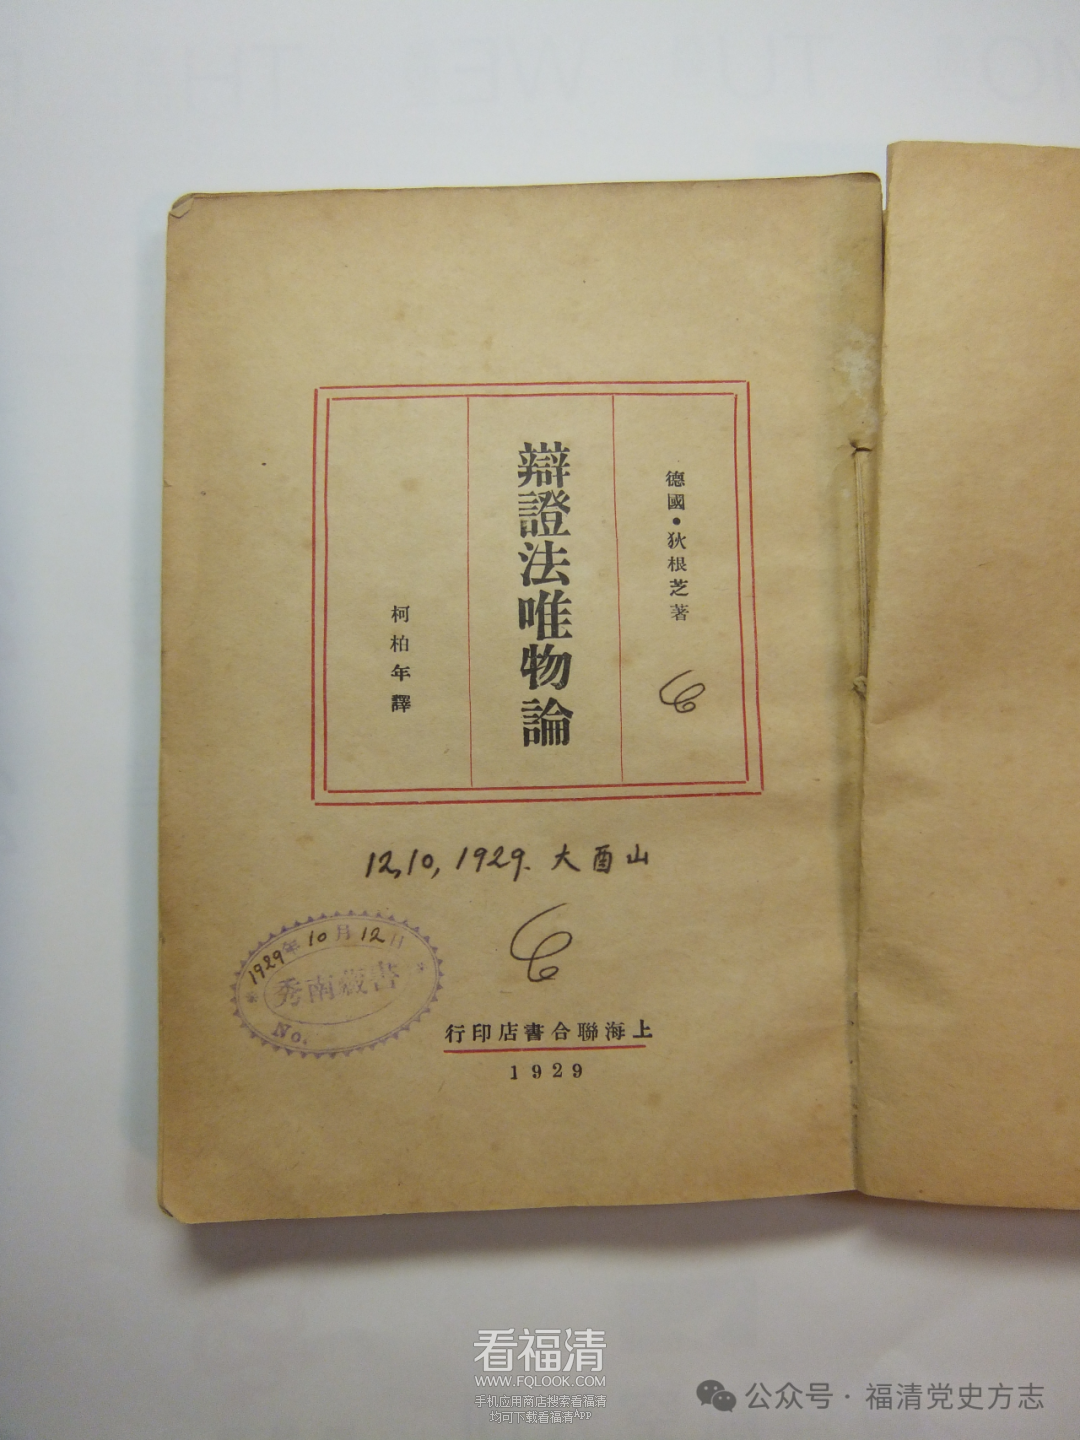 德國·狄根芝著
辯證法唯物論
柯柏年譯
12,10,1929. 大酉山
1929年10月12日
秀南藏書
No.
行印店書合聯海上
1929
看福清
WWW.FQLOOK.COM
手机应用商店搜索看福清
均可下载看福清APP
公众号·福清党史方志